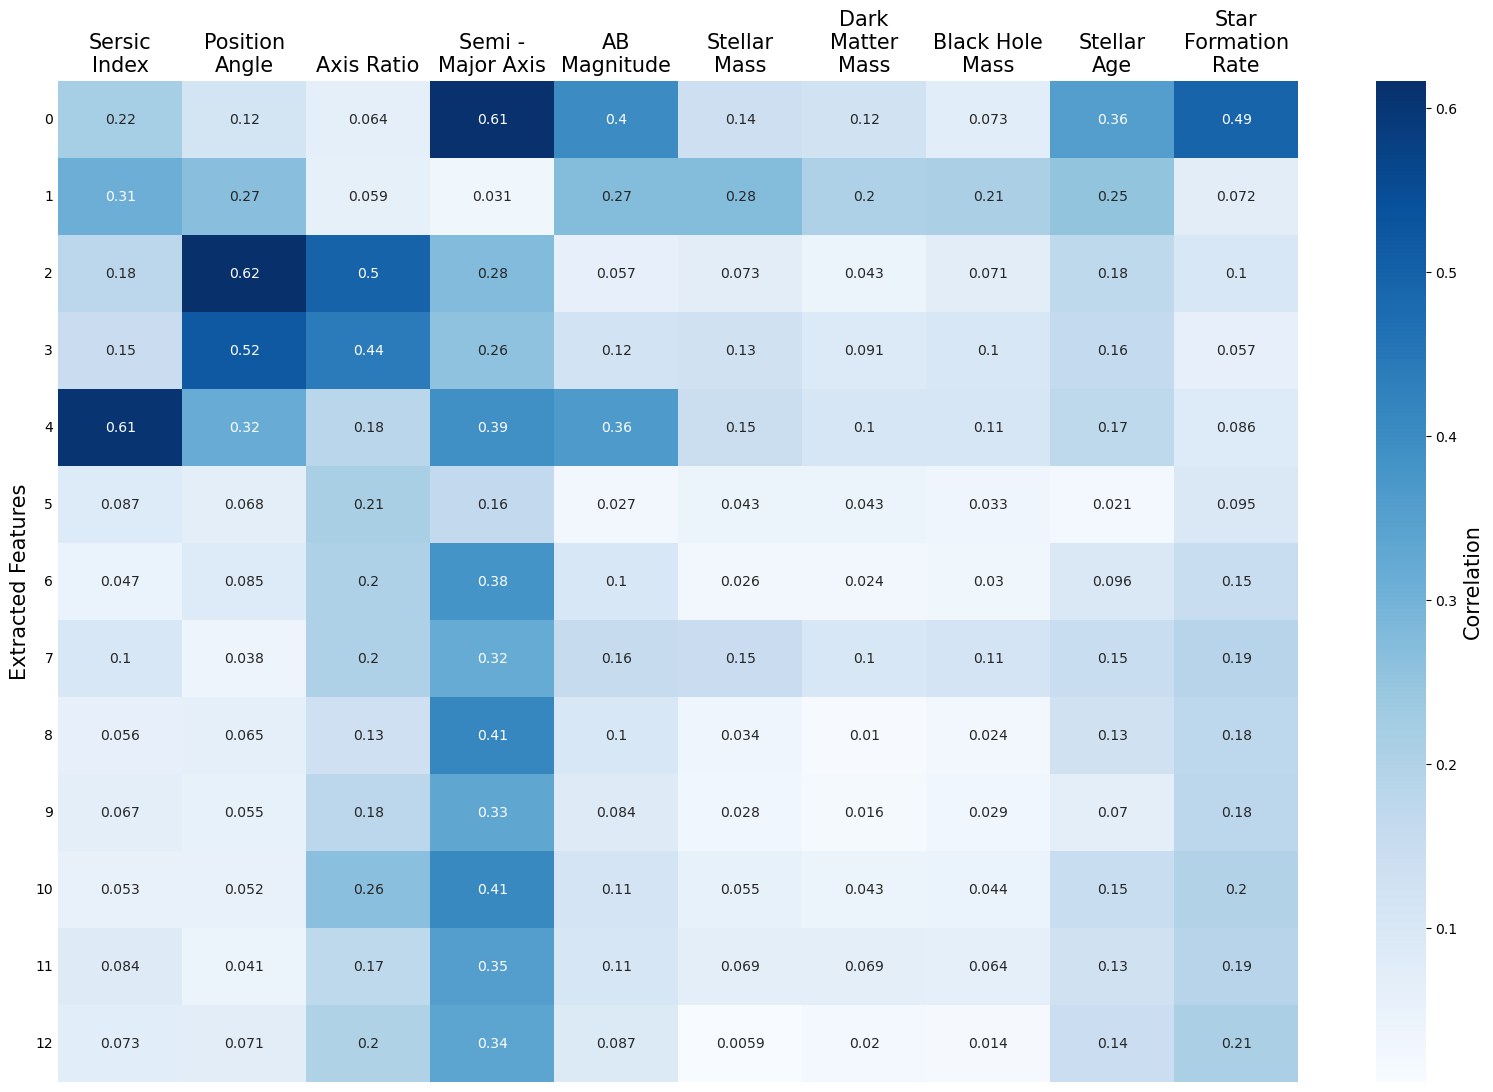 Dark
Star
Sersic Position Semi - AB Stellar Matter Black Hole Stellar Formation
Index Angle Axis Ratio Major Axis Magnitude Mass Mass Mass Age Rate
0 0.22 0.12 0.064 0.61 0.4 0.14 0.12 0.073 0.36 0.49
1 0.31 0.27 0.059 0.031 0.27 0.28 0.2 0.21 0.25 0.072
2 0.18 0.62 0.5 0.28 0.057 0.073 0.043 0.071 0.18 0.1
3 0.15 0.52 0.44 0.26 0.12 0.13 0.091 0.1 0.16 0.057
4 0.61 0.32 0.18 0.39 0.36 0.15 0.1 0.11 0.17 0.086
5 0.087 0.068 0.21 0.16 0.027 0.043 0.043 0.033 0.021 0.095
6 0.047 0.085 0.2 0.38 0.1 0.026 0.024 0.03 0.096 0.15
7 0.1 0.038 0.2 0.32 0.16 0.15 0.1 0.11 0.15 0.19
8 0.056 0.065 0.13 0.41 0.1 0.034 0.01 0.024 0.13 0.18
9 0.067 0.055 0.18 0.33 0.084 0.028 0.016 0.029 0.07 0.18
10 0.053 0.052 0.26 0.41 0.11 0.055 0.043 0.044 0.15 0.2
11 0.084 0.041 0.17 0.35 0.11 0.069 0.069 0.064 0.13 0.19
12 0.073 0.071 0.2 0.34 0.087 0.0059 0.02 0.014 0.14 0.21
Extracted Features
0.6
0.5
0.4
0.3
0.2
0.1
Correlation